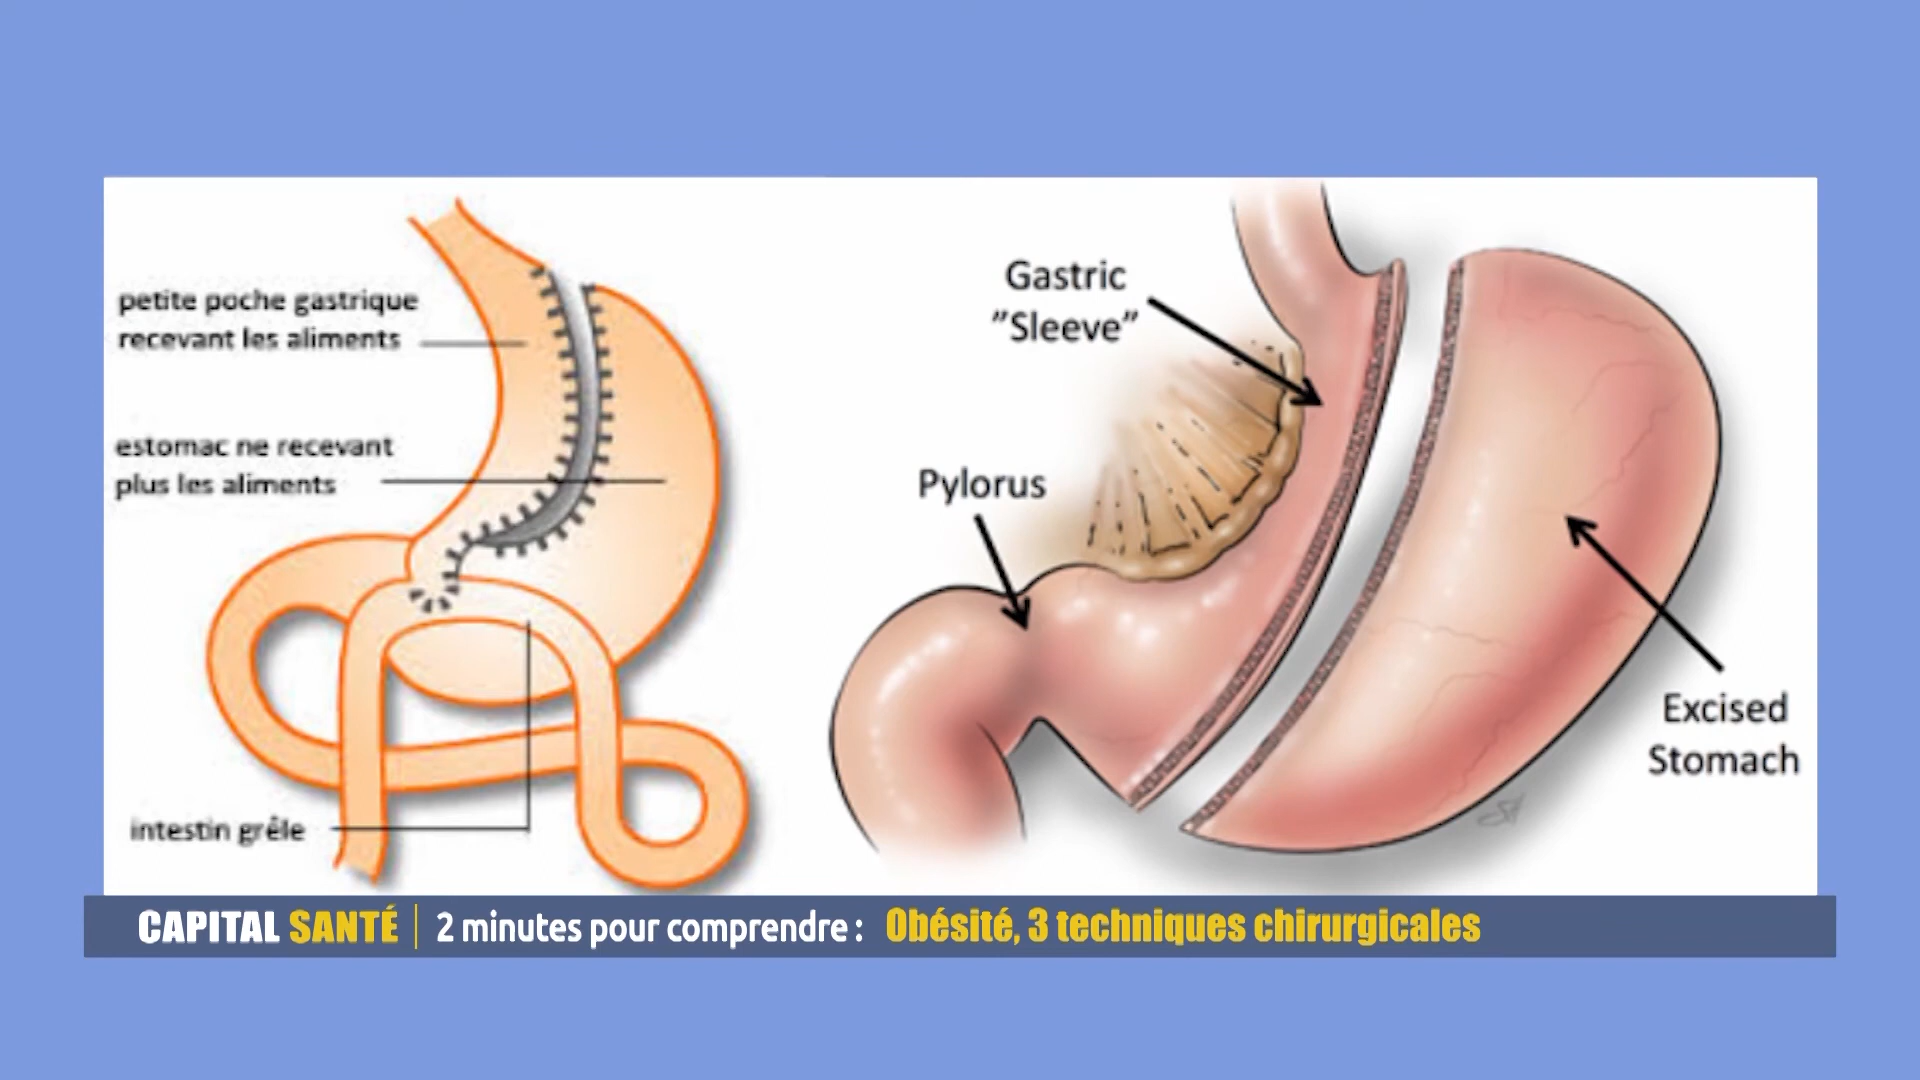 petite poche gastrique
recevant les aliments
estomac ne recevant
plus les aliments
intestin grêle
Gastric
"Sleeve"
Pylorus
Excised
Stomach
CAPITAL SANTÉ | 2 minutes pour comprendre : Obésité, 3 techniques chirurgicales